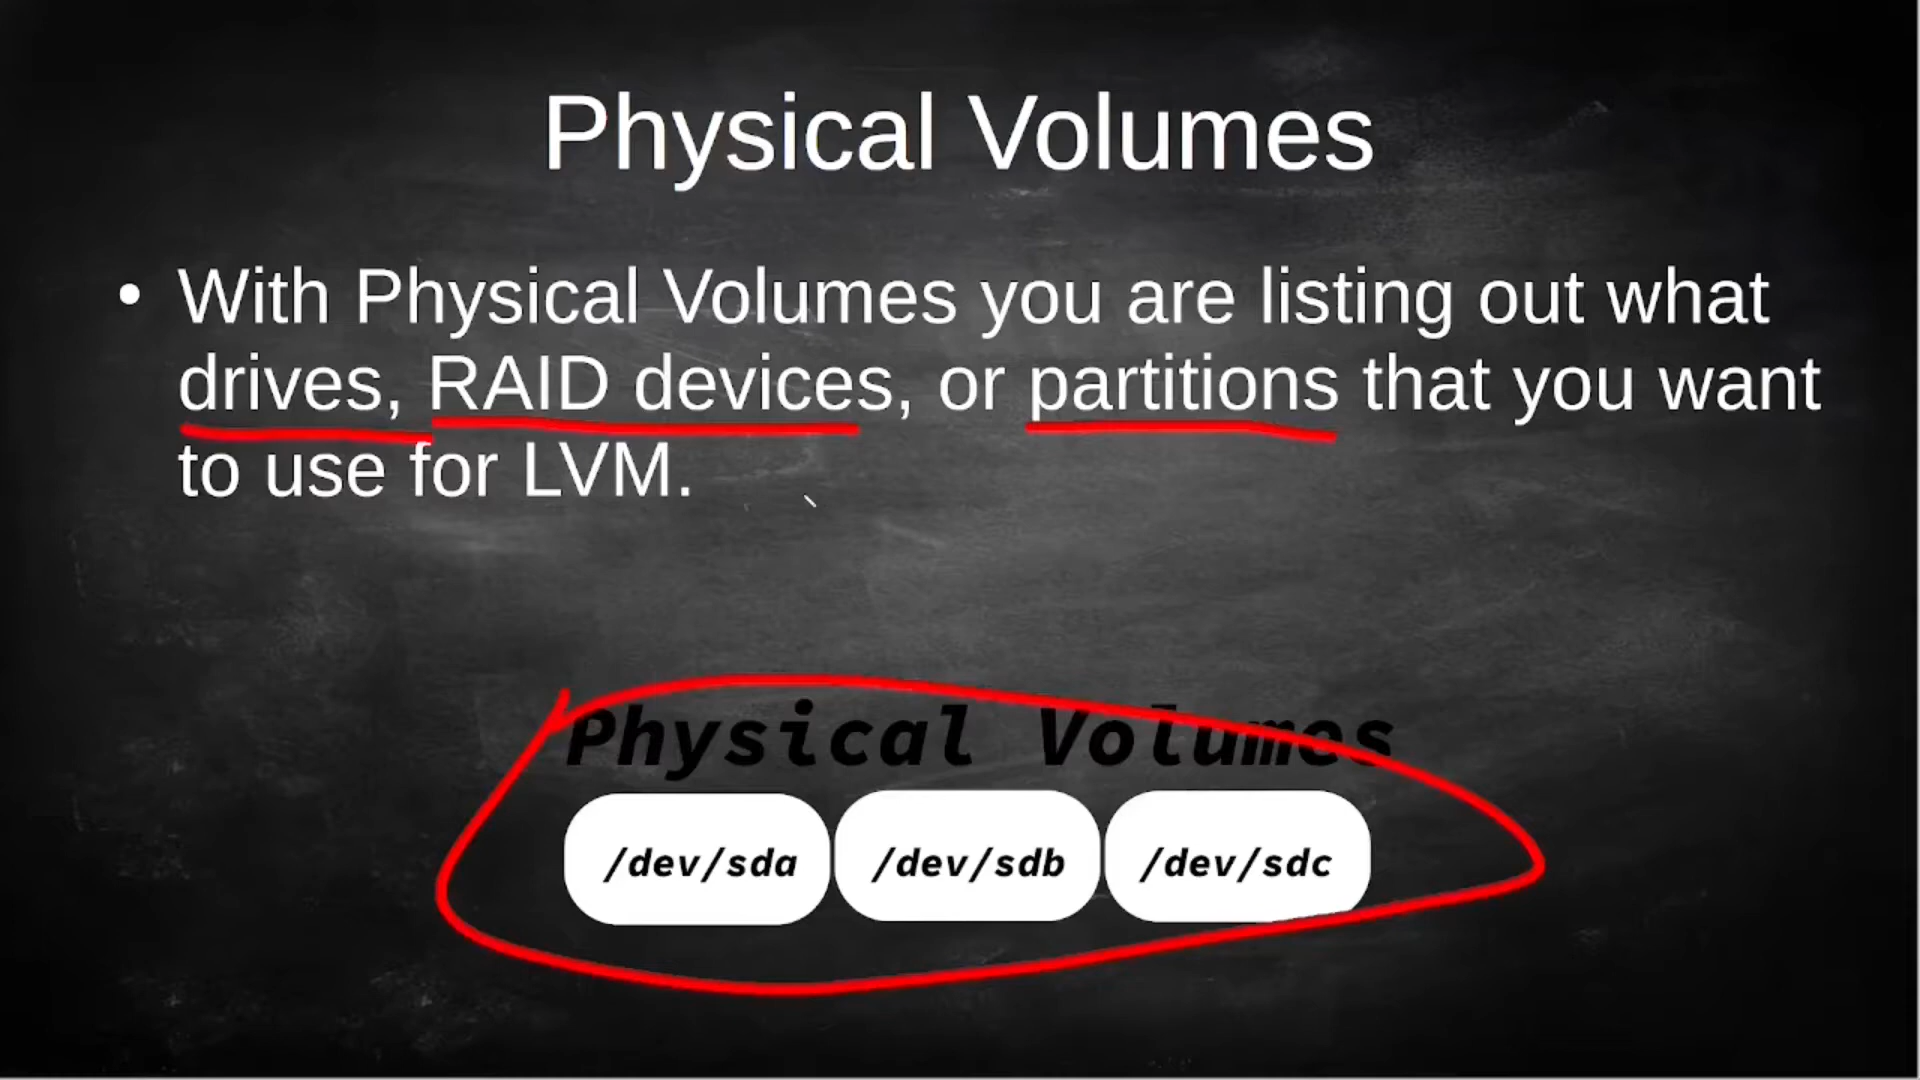 Physical Volumes
• With Physical Volumes you are listing out what
drives, RAID devices, or partitions that you want
to use for LVM.
Physical Volumes
/dev/sda /dev/sdb /dev/sdc